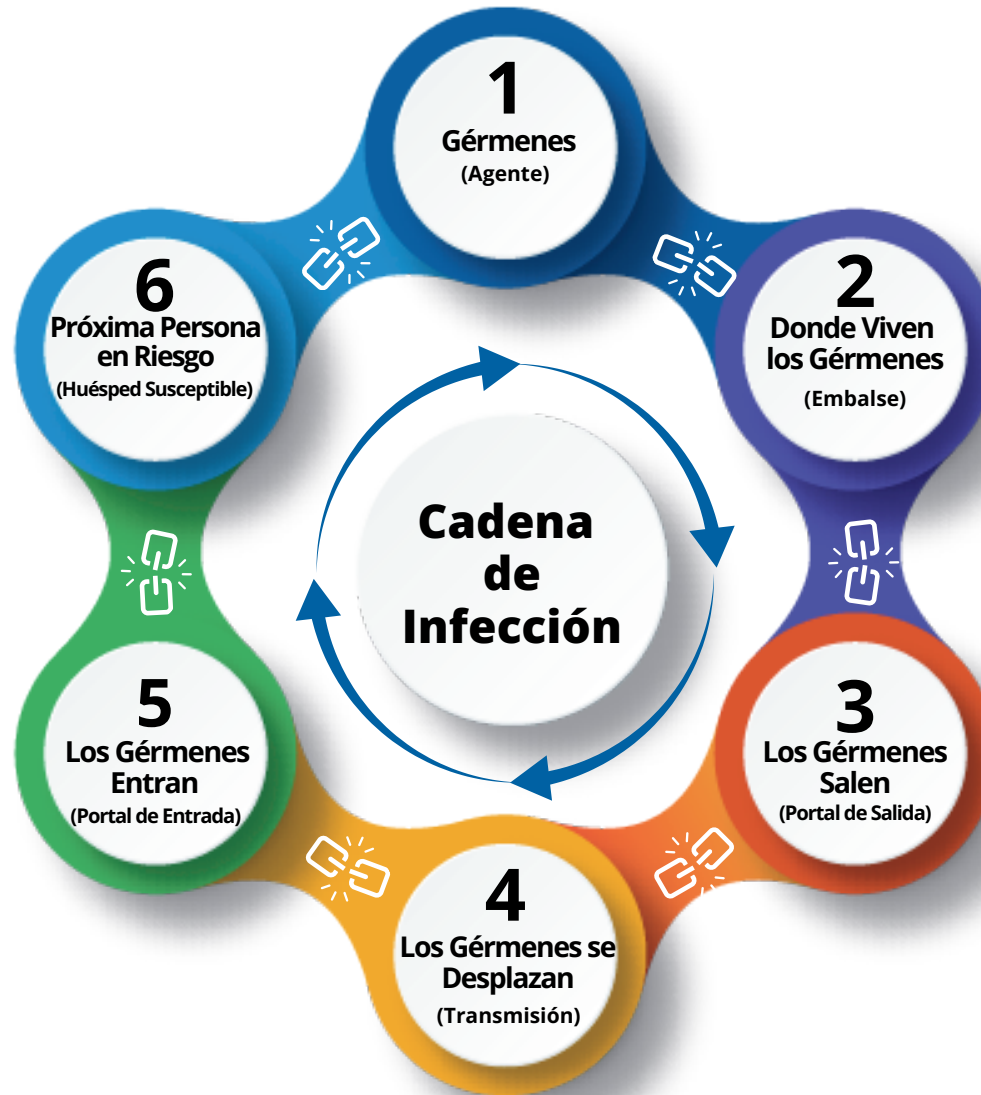 1
Gérmenes
(Agente)
2
Donde Viven
los Gérmenes
(Embalse)
3
Los Gérmenes
Salen
(Portal de Salida)
4
Los Gérmenes se
Desplazan
(Transmisión)
5
Los Gérmenes
Entran
(Portal de Entrada)
6
Próxima Persona
en Riesgo
(Huésped Susceptible)
Cadena
de
Infección